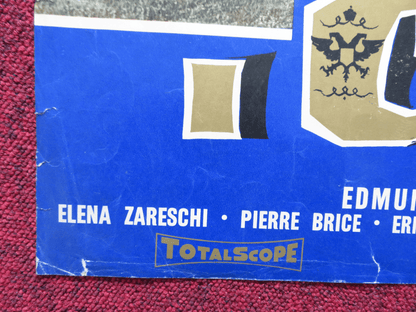 EDMUN
ELENA ZARESCHI • PIERRE BRICE • ER
TOTALSCOPE